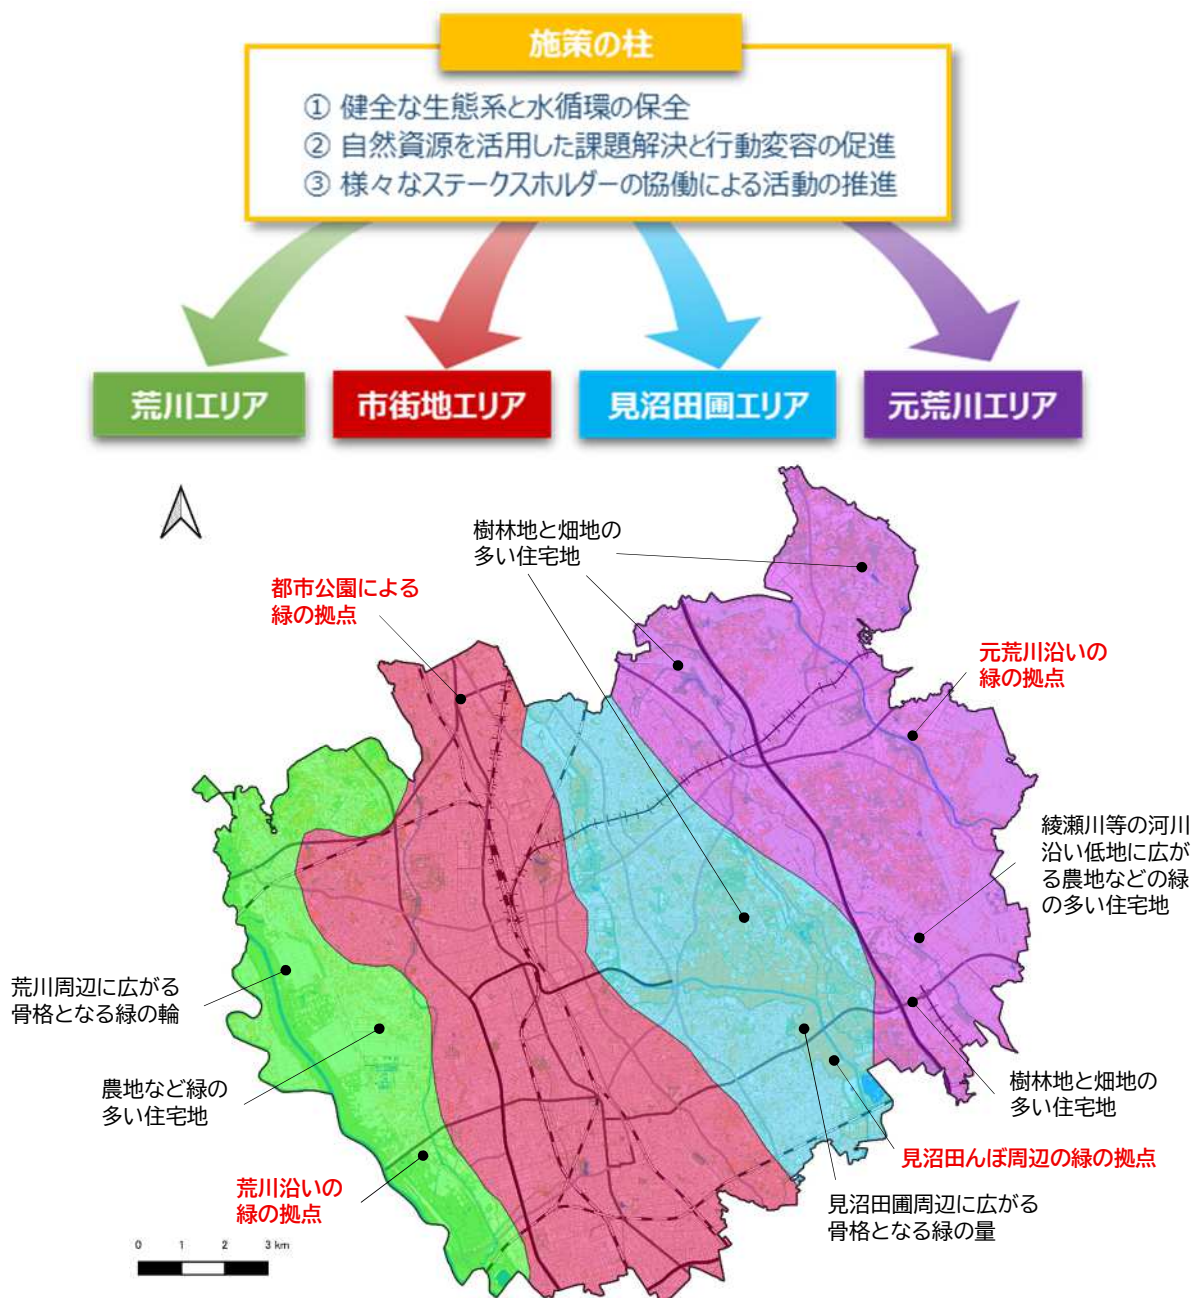 施策の柱
① 健全な生態系と水循環の保全
② 自然資源を活用した課題解決と行動変容の促進
③ 様々なステークスホルダーの協働による活動の推進
荒川エリア
市街地エリア
見沼田圃エリア
元荒川エリア
樹林地と畑地の
多い住宅地
都市公園による
緑の拠点
元荒川沿いの
緑の拠点
綾瀬川等の河川
沿い低地に広が
る農地などの緑
の多い住宅地
荒川周辺に広がる
骨格となる緑の輪
農地など緑の
多い住宅地
樹林地と畑地の
多い住宅地
見沼田んぼ周辺の緑の拠点
荒川沿いの
緑の拠点
見沼田圃周辺に広がる
骨格となる緑の量
0 1 2 3 km